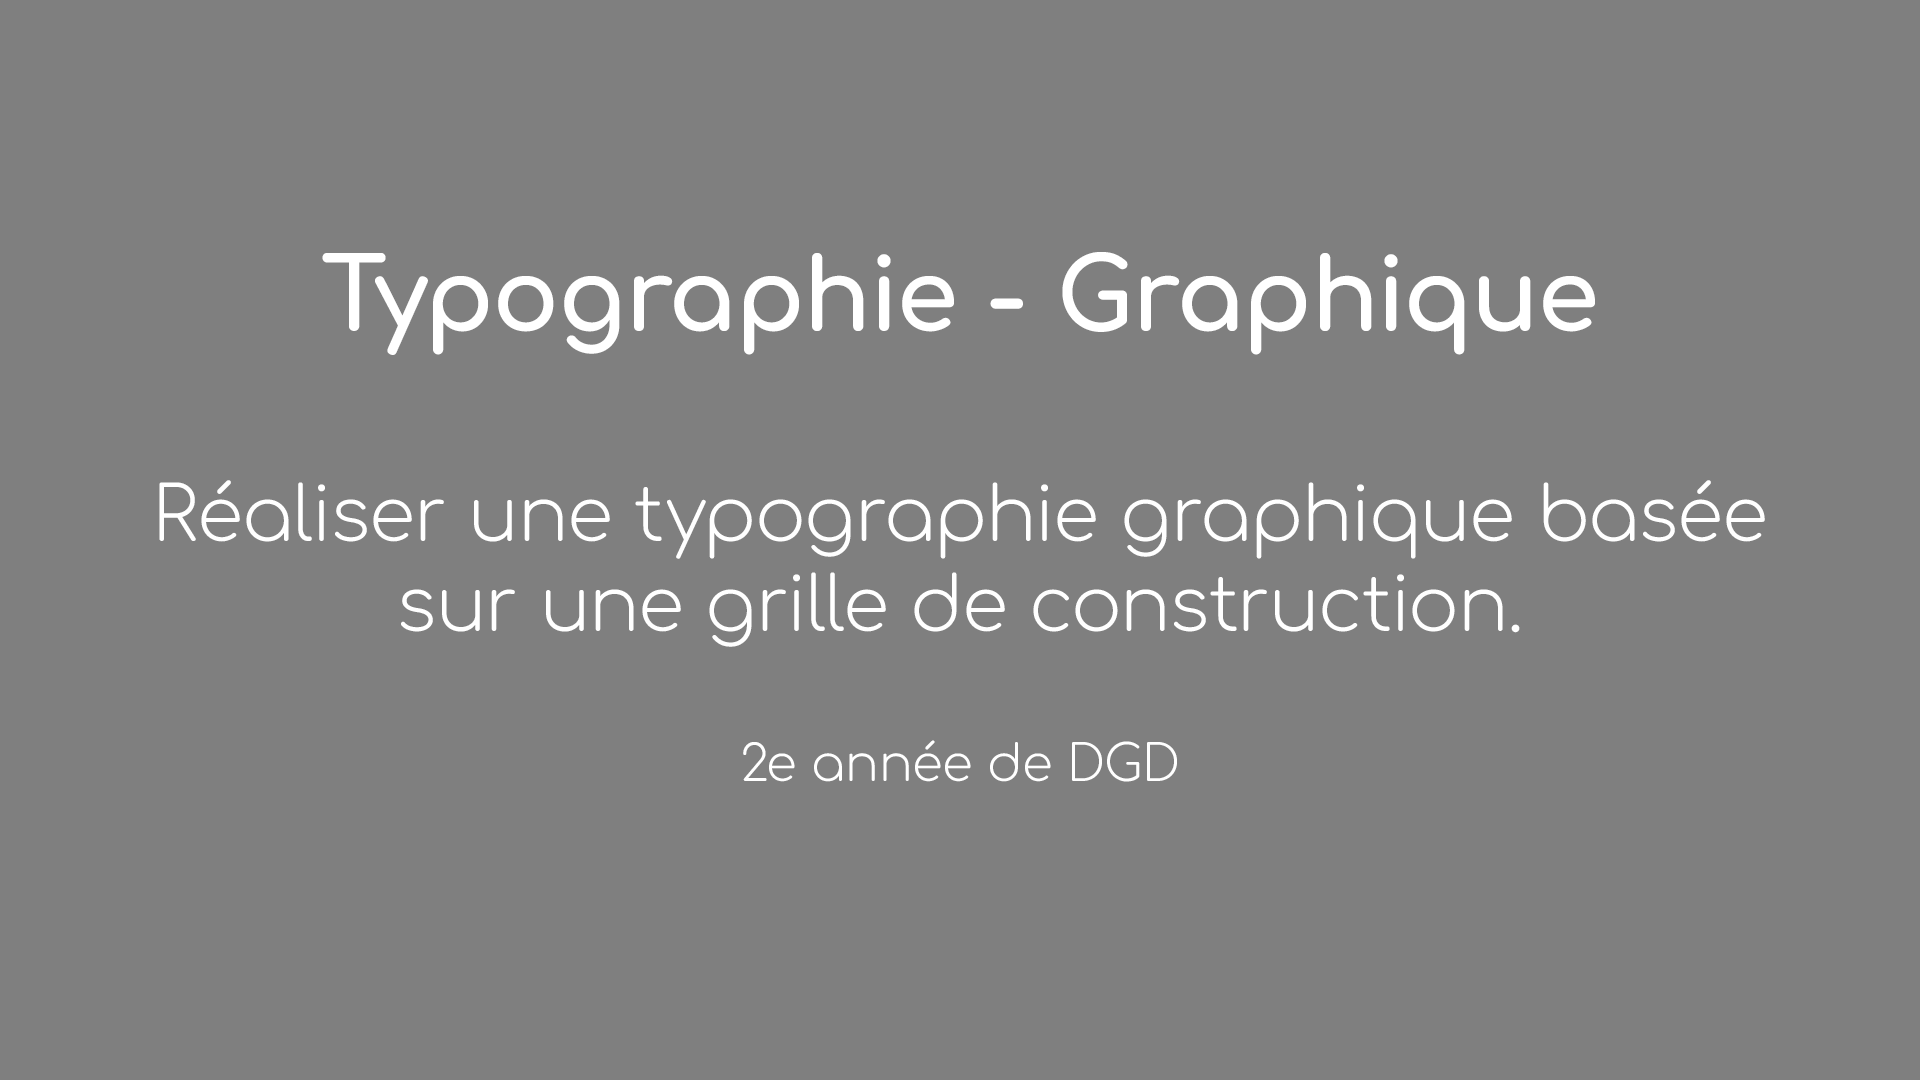 Typographie - Graphique
Réaliser une typographie graphique basée
sur une grille de construction.
2e année de DGD